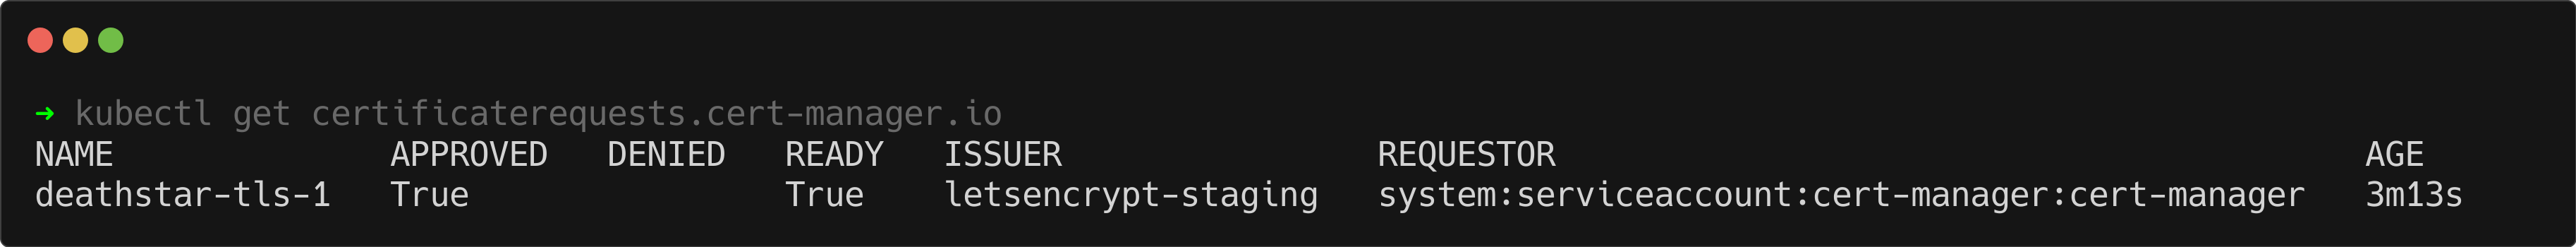 ➜ kubectl get certificaterequests.cert-manager.io
NAME APPROVED DENIED READY ISSUER REQUESTOR AGE
deathstar-tls-1 True True letsencrypt-staging system:serviceaccount:cert-manager:cert-manager 3m13s